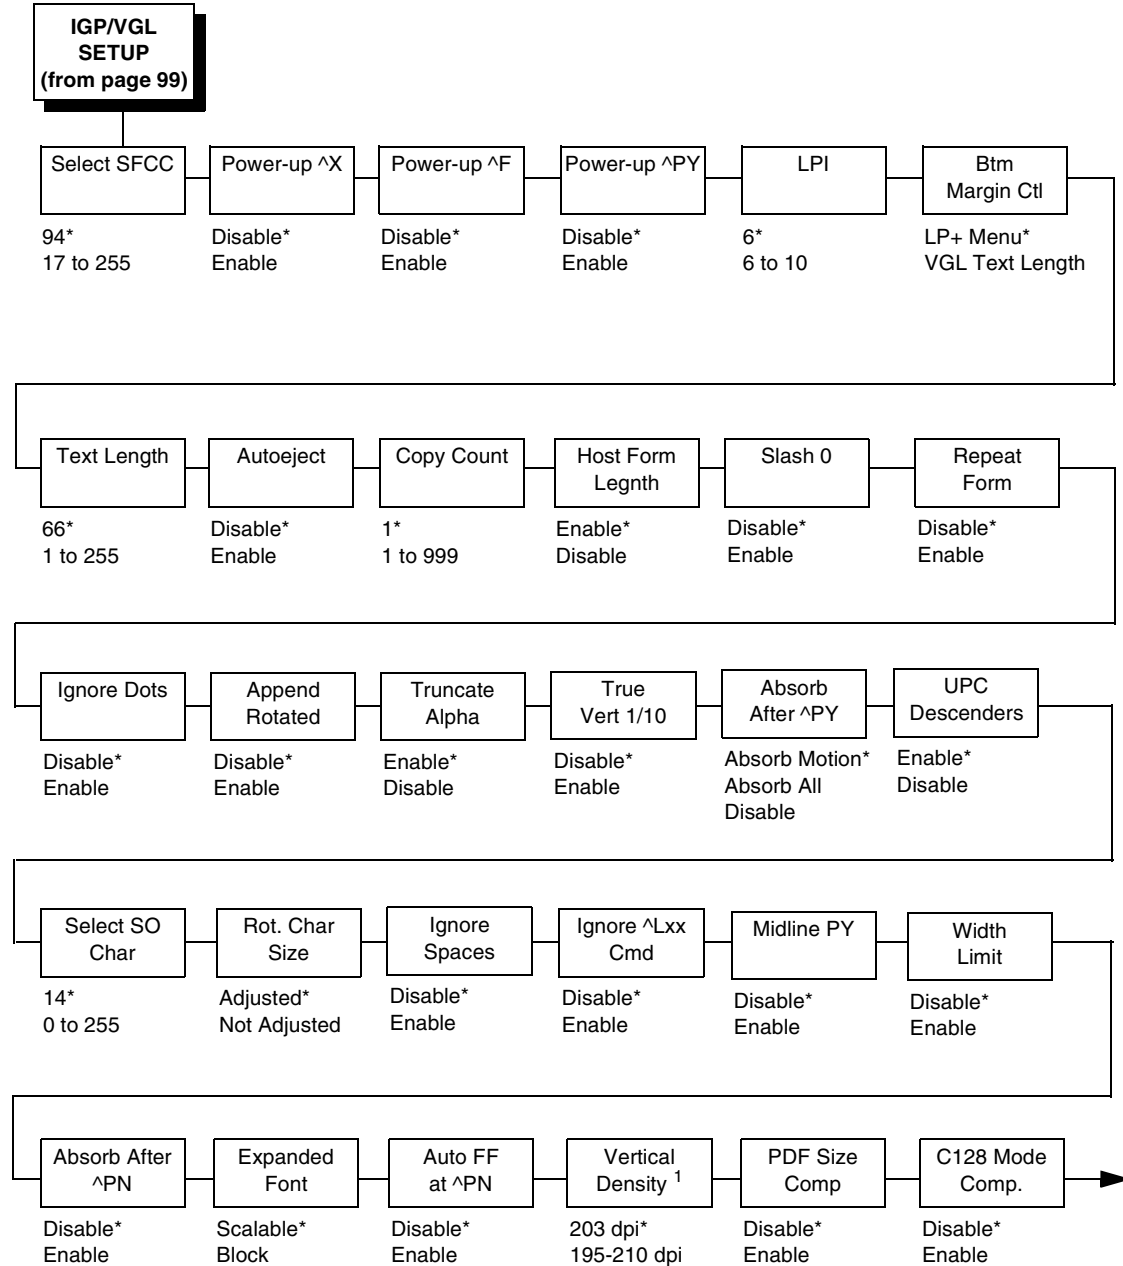 IGP/VGL
SETUP
(from page 99)
Select SFCC
94*
17 to 255
Power-up ^X
Disable*
Enable
Power-up ^F
Disable*
Enable
Power-up ^PY
Disable*
Enable
LPI
6*
6 to 10
Btm
Margin Ctl
LP+ Menu*
VGL Text Length
Text Length
66*
1 to 255
Autoeject
Disable*
Enable
Copy Count
1*
1 to 999
Host Form
Legnth
Enable*
Disable
Slash 0
Disable*
Enable
Repeat
Form
Disable*
Enable
Ignore Dots
Disable*
Enable
Append
Rotated
Disable*
Enable
Truncate
Alpha
Enable*
Disable
True
Vert 1/10
Disable*
Enable
Absorb
After ^PY
Absorb Motion*
Absorb All
Disable
UPC
Descenders
Enable*
Disable
Select SO
Char
14*
0 to 255
Rot. Char
Size
Adjusted*
Not Adjusted
Ignore
Spaces
Disable*
Enable
Ignore ^Lxx
Cmd
Disable*
Enable
Midline PY
Disable*
Enable
Width
Limit
Disable*
Enable
Absorb After
^PN
Disable*
Enable
Expanded
Font
Scalable*
Block
Auto FF
at ^PN
Disable*
Enable
Vertical
Density 1
203 dpi*
195-210 dpi
PDF Size
Comp
Disable*
Enable
C128 Mode
Comp.
Disable*
Enable